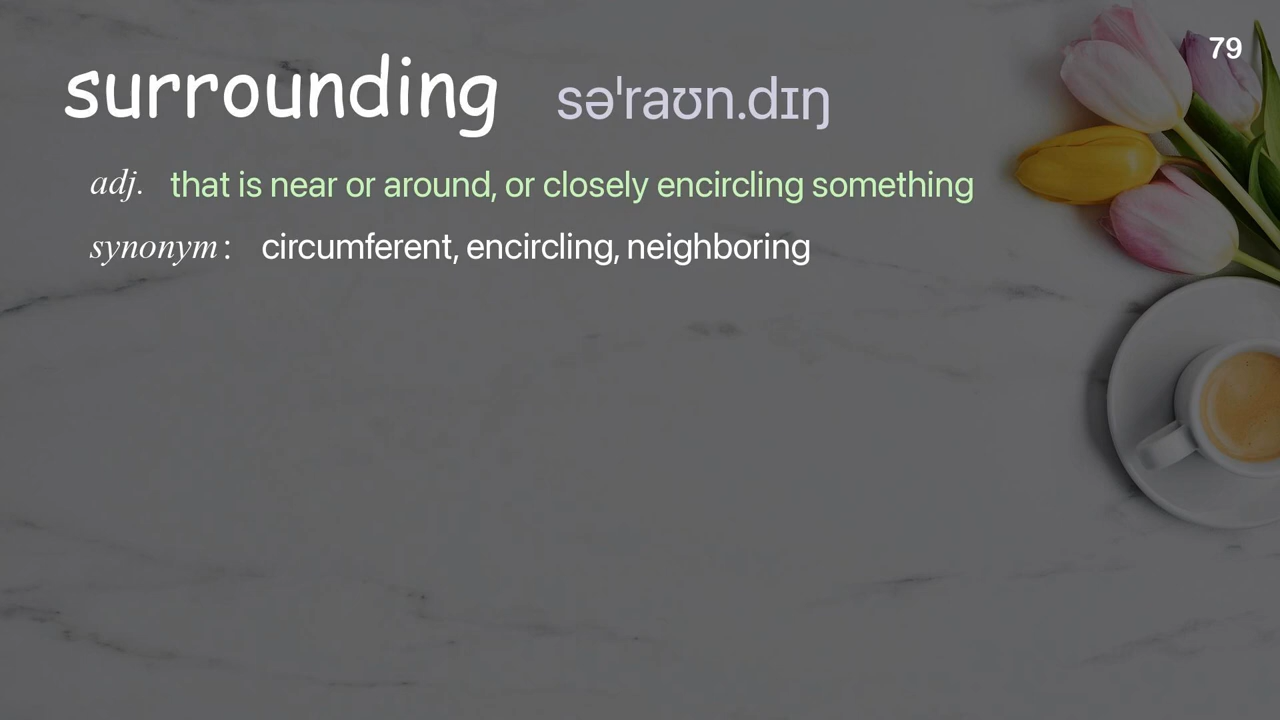 79
surrounding səˈraʊn.dɪŋ
adj. that is near or around, or closely encircling something
synonym : circumferent, encircling, neighboring